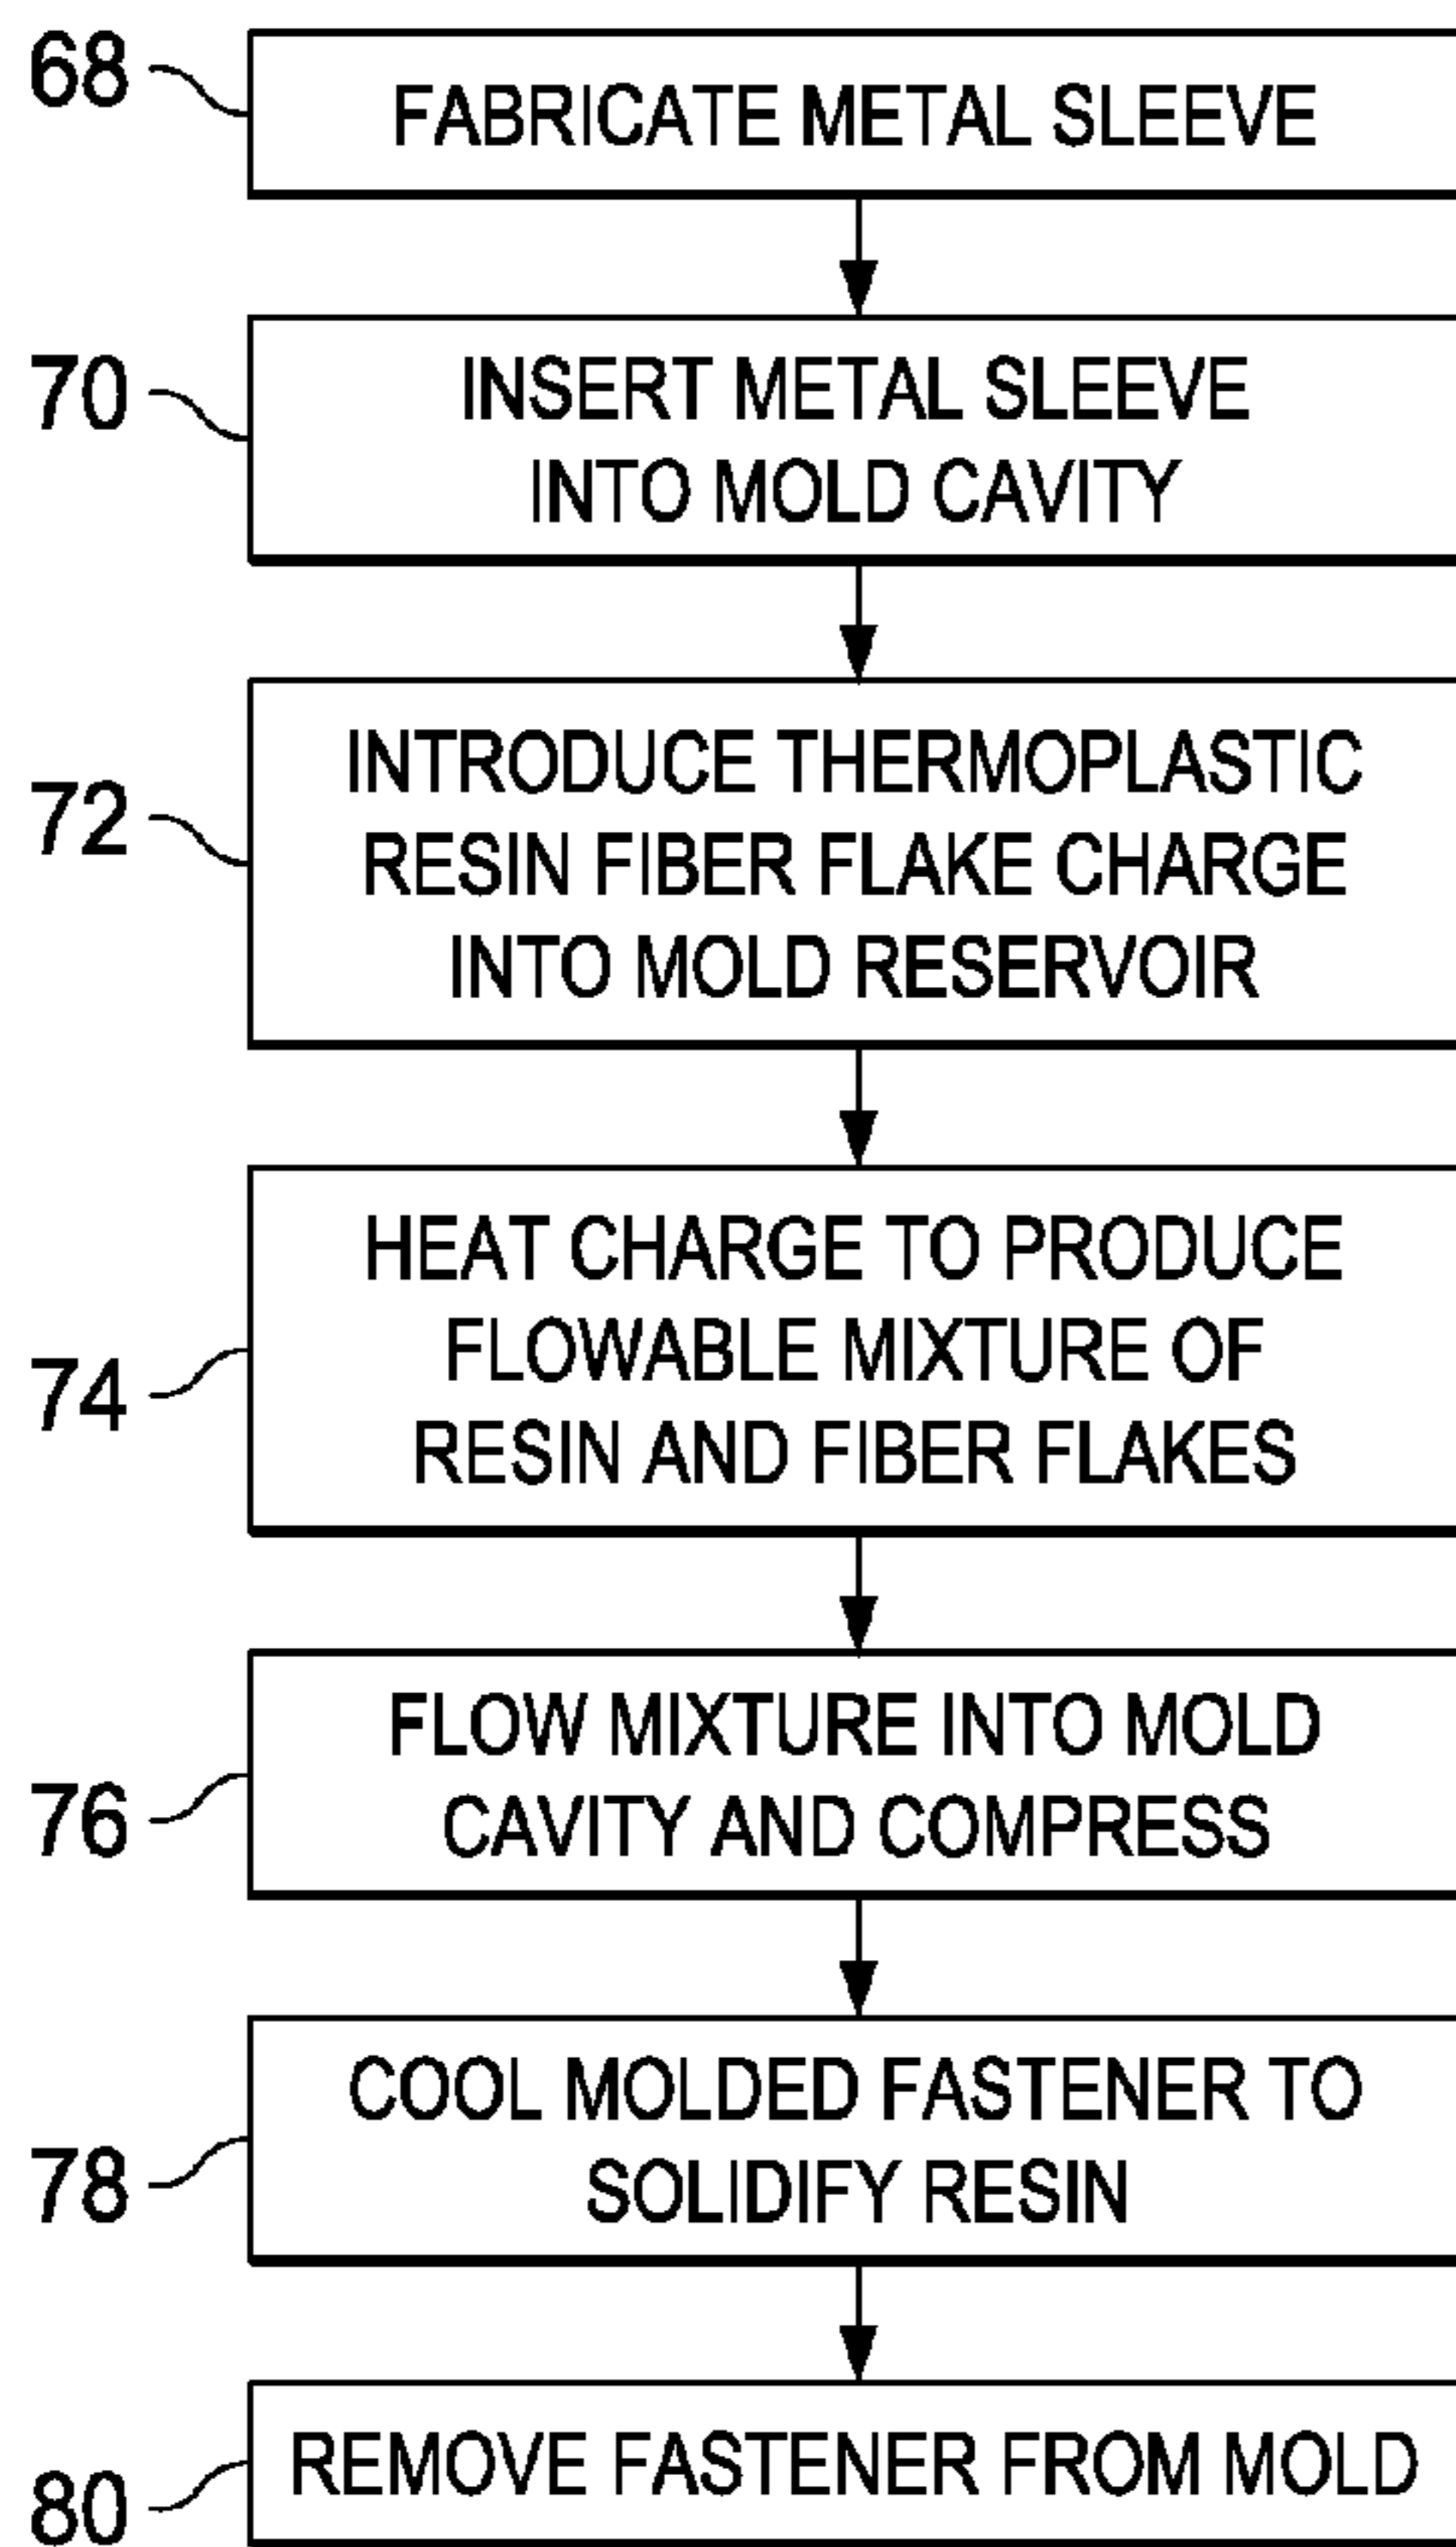 68
FABRICATE METAL SLEEVE
70
INSERT METAL SLEEVE
INTO MOLD CAVITY
72
INTRODUCE THERMOPLASTIC
RESIN FIBER FLAKE CHARGE
INTO MOLD RESERVOIR
74
HEAT CHARGE TO PRODUCE
FLOWABLE MIXTURE OF
RESIN AND FIBER FLAKES
76
FLOW MIXTURE INTO MOLD
CAVITY AND COMPRESS
78
COOL MOLDED FASTENER TO
SOLIDIFY RESIN
80
REMOVE FASTENER FROM MOLD